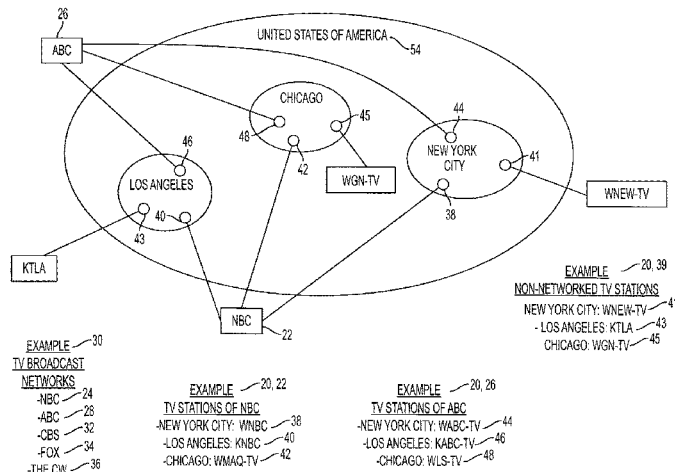 26
ABC
UNITED STATES OF AMERICA
54
CHICAGO
45
44
48
46
42
NEW YORK
CITY
41
LOS ANGELES
WGN-TV
38
WNEW-TV
40
43
KTLA
NBC
22
EXAMPLE 20, 39
NON-NETWORKED TV STATIONS
NEW YORK CITY: WNEW-TV 41
- LOS ANGELES: KTLA 43
CHICAGO: WGN-TV 45
EXAMPLE 30
TV BROADCAST
NETWORKS
-NBC 24
-ABC 28
-CBS 32
-FOX 34
-THE CW 36
EXAMPLE 20, 22
TV STATIONS OF NBC
-NEW YORK CITY: WNBC 38
-LOS ANGELES: KNBC 40
-CHICAGO: WMAQ-TV 42
EXAMPLE 20, 26
TV STATIONS OF ABC
-NEW YORK CITY: WABC-TV 44
-LOS ANGELES: KABC-TV 46
-CHICAGO: WLS-TV 48